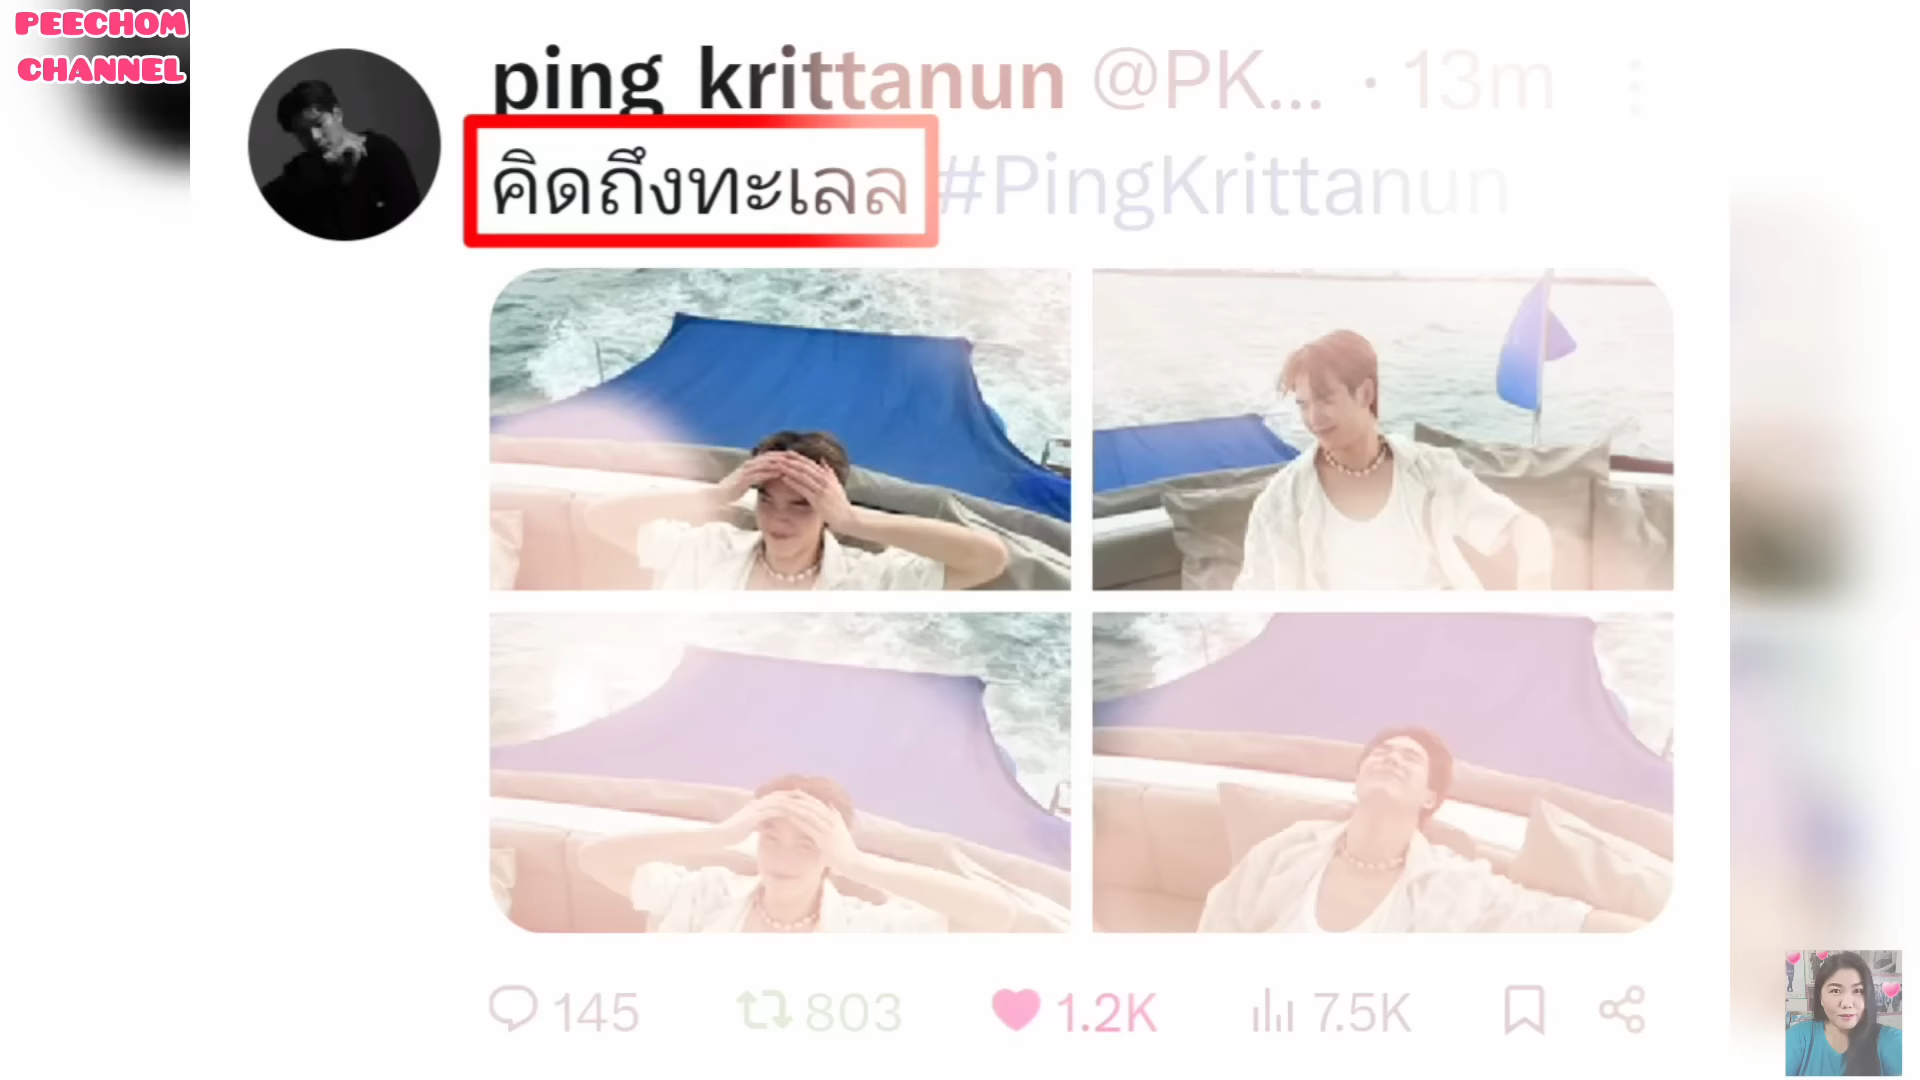 PEECHOM
CHANNEL
ping krittanun @PK... · 13m
คิดถึงทะเลล #PingKrittanun
145 803 1.2K 7.5K